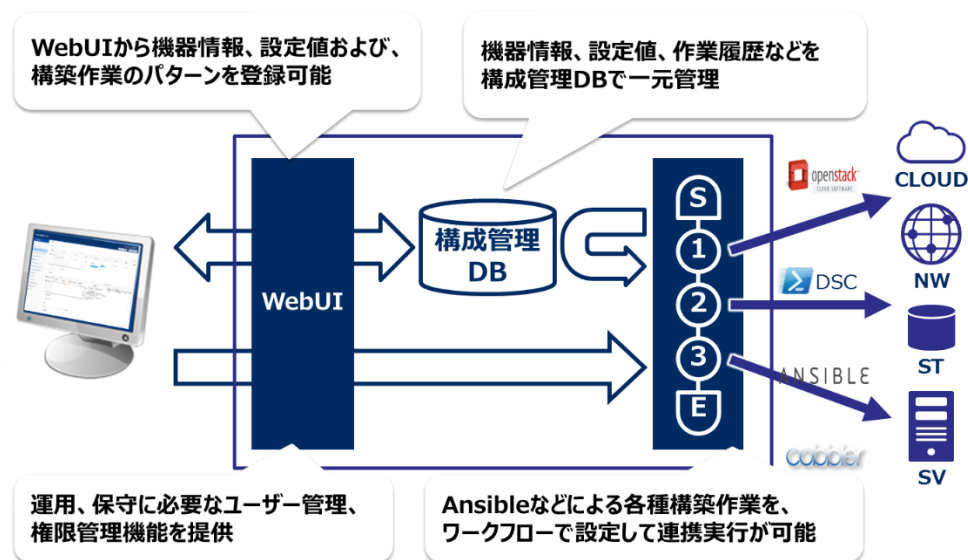 WebUIから機器情報、設定値および、
構築作業のパターンを登録可能
機器情報、設定値、作業履歴などを
構成管理DBで一元管理
openstack
CLOUD SOFTWARE
CLOUD
S
構成管理
DB
1
NW
DSC
WebUI
2
3
ST
ANSIBLE
E
cobbler
SV
運用、保守に必要なユーザー管理、
権限管理機能を提供
Ansibleなどによる各種構築作業を、
ワークフローで設定して連携実行が可能